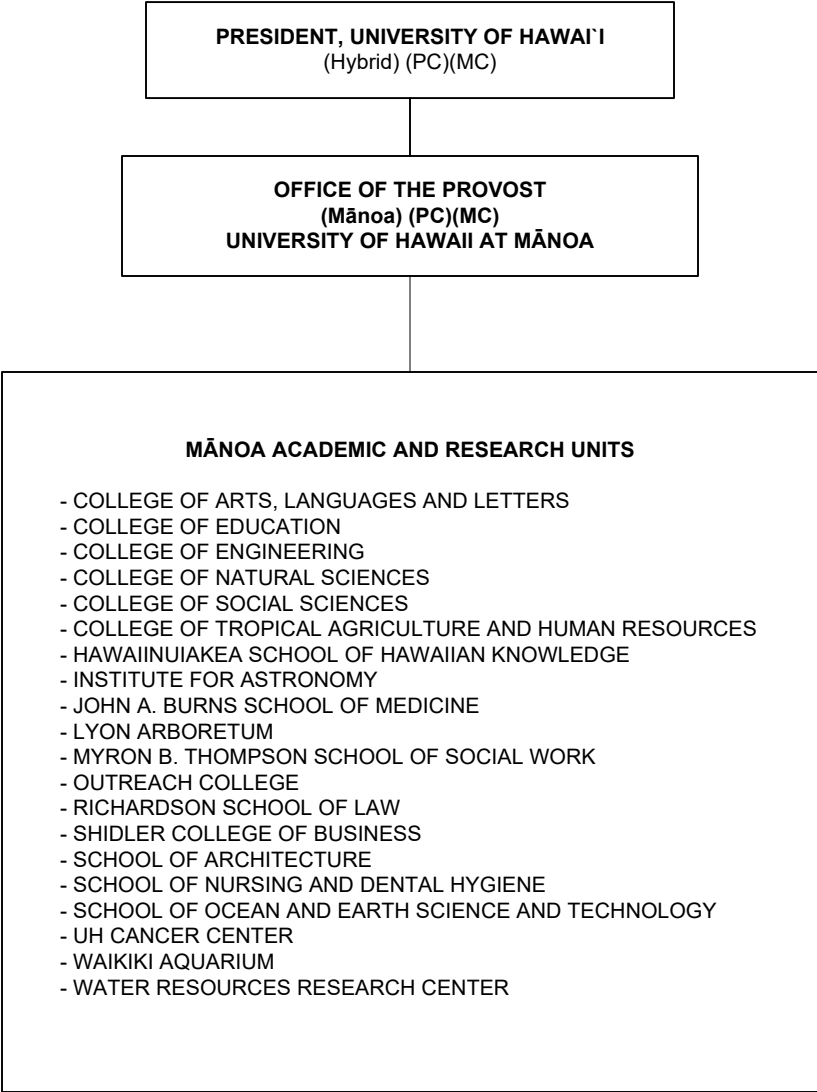 PRESIDENT, UNIVERSITY OF HAWAI`I
(Hybrid) (PC)(MC)
OFFICE OF THE PROVOST
(Mānoa) (PC)(MC)
UNIVERSITY OF HAWAII AT MĀNOA
MĀNOA ACADEMIC AND RESEARCH UNITS
- COLLEGE OF ARTS, LANGUAGES AND LETTERS
- COLLEGE OF EDUCATION
- COLLEGE OF ENGINEERING
- COLLEGE OF NATURAL SCIENCES
- COLLEGE OF SOCIAL SCIENCES
- COLLEGE OF TROPICAL AGRICULTURE AND HUMAN RESOURCES
- HAWAIINUIAKEA SCHOOL OF HAWAIIAN KNOWLEDGE
- INSTITUTE FOR ASTRONOMY
- JOHN A. BURNS SCHOOL OF MEDICINE
- LYON ARBORETUM
- MYRON B. THOMPSON SCHOOL OF SOCIAL WORK
- OUTREACH COLLEGE
- RICHARDSON SCHOOL OF LAW
- SHIDLER COLLEGE OF BUSINESS
- SCHOOL OF ARCHITECTURE
- SCHOOL OF NURSING AND DENTAL HYGIENE
- SCHOOL OF OCEAN AND EARTH SCIENCE AND TECHNOLOGY
- UH CANCER CENTER
- WAIKIKI AQUARIUM
- WATER RESOURCES RESEARCH CENTER